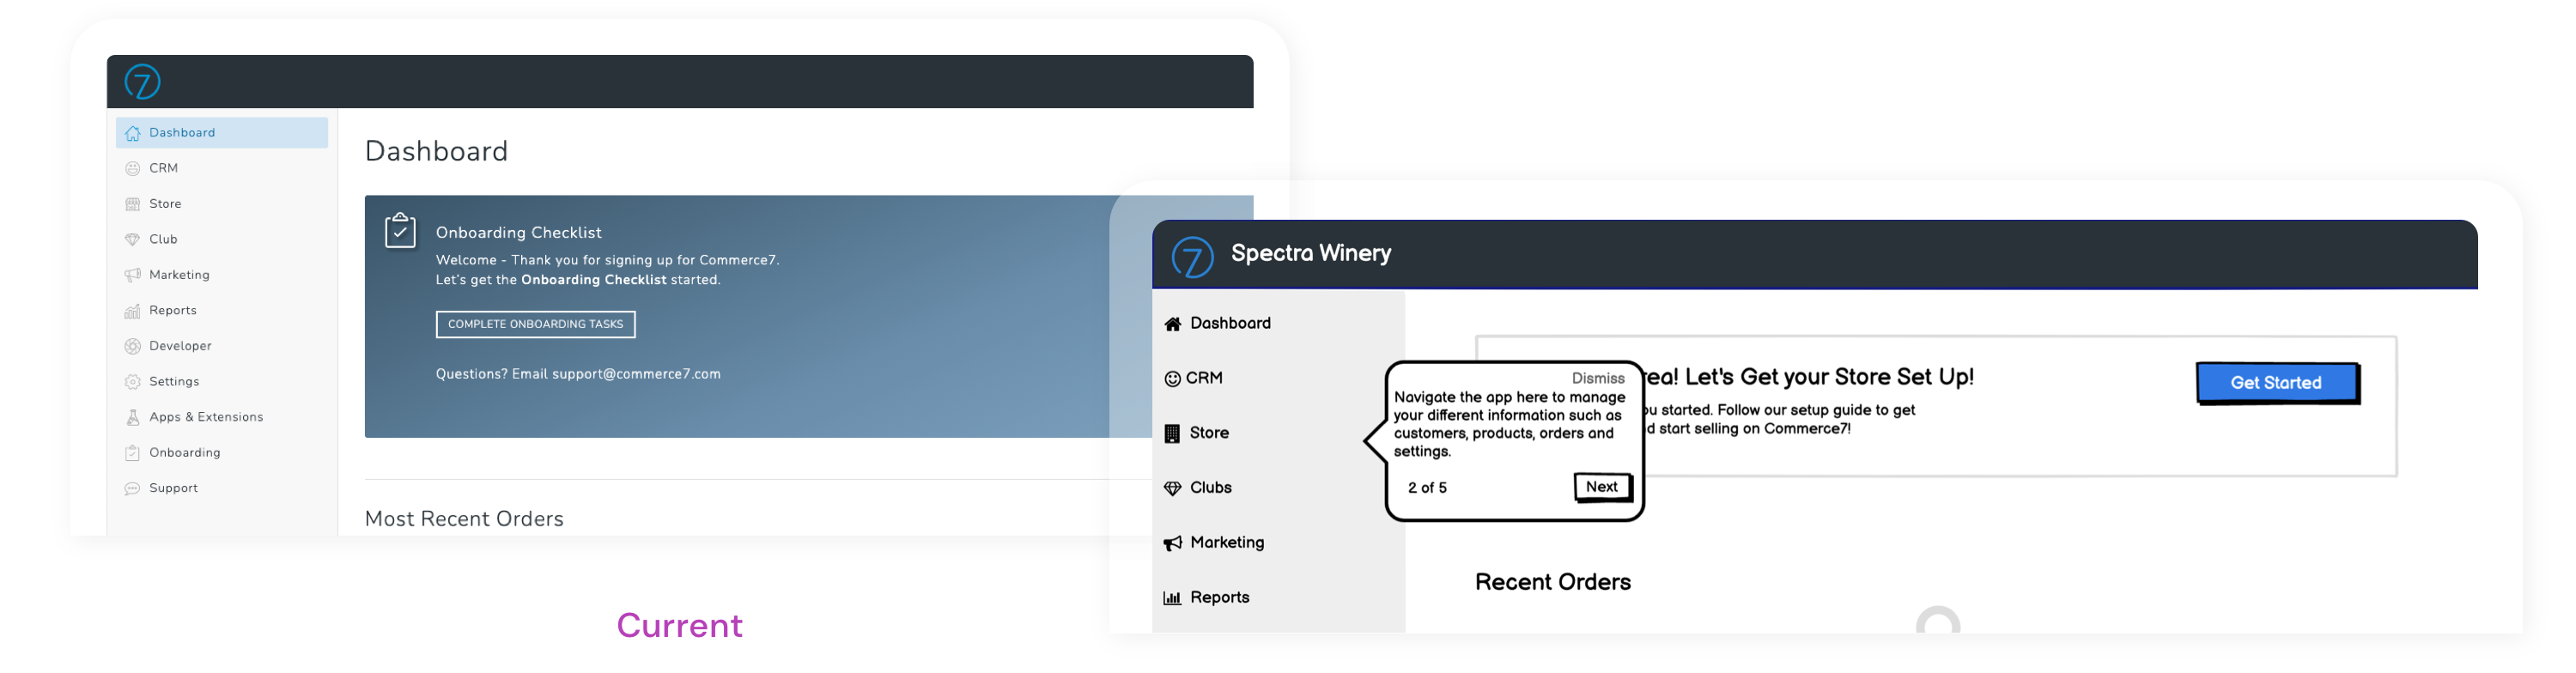 7
Dashboard
CRM
Store
Club
Marketing
Reports
Developer
Settings
Apps & Extensions
Onboarding
Support
Dashboard
Onboarding Checklist
Welcome - Thank you for signing up for Commerce7.
Let's get the Onboarding Checklist started.
COMPLETE ONBOARDING TASKS
Questions? Email support@commerce7.com
Most Recent Orders
Current
7
Spectra Winery
Dashboard
CRM
Store
Clubs
Marketing
Reports
Dismiss
Navigate the app here to manage
your different information such as
customers, products, orders and
settings.
2 of 5
Next
Let's Get your Store Set Up!
started. Follow our setup guide to get
start selling on Commerce7!
Get Started
Recent Orders